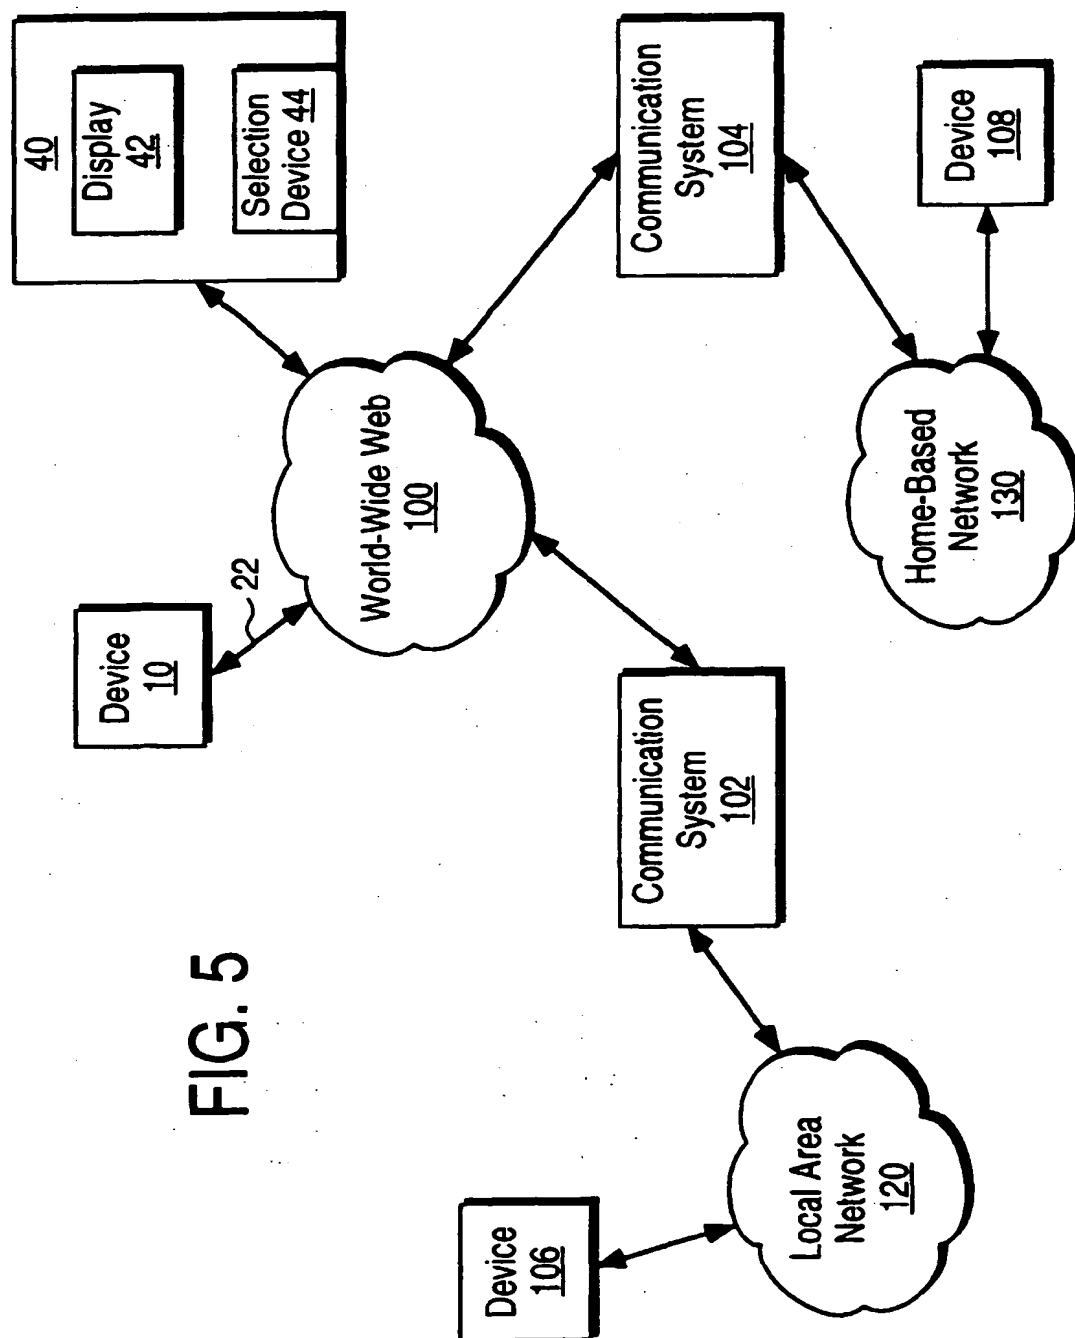 FIG. 5
Device
10
22
40
Display
42
Selection
Device 44
World-Wide Web
100
Communication
System
102
Communication
System
104
Device
106
Local Area
Network
120
Home-Based
Network
130
Device
108